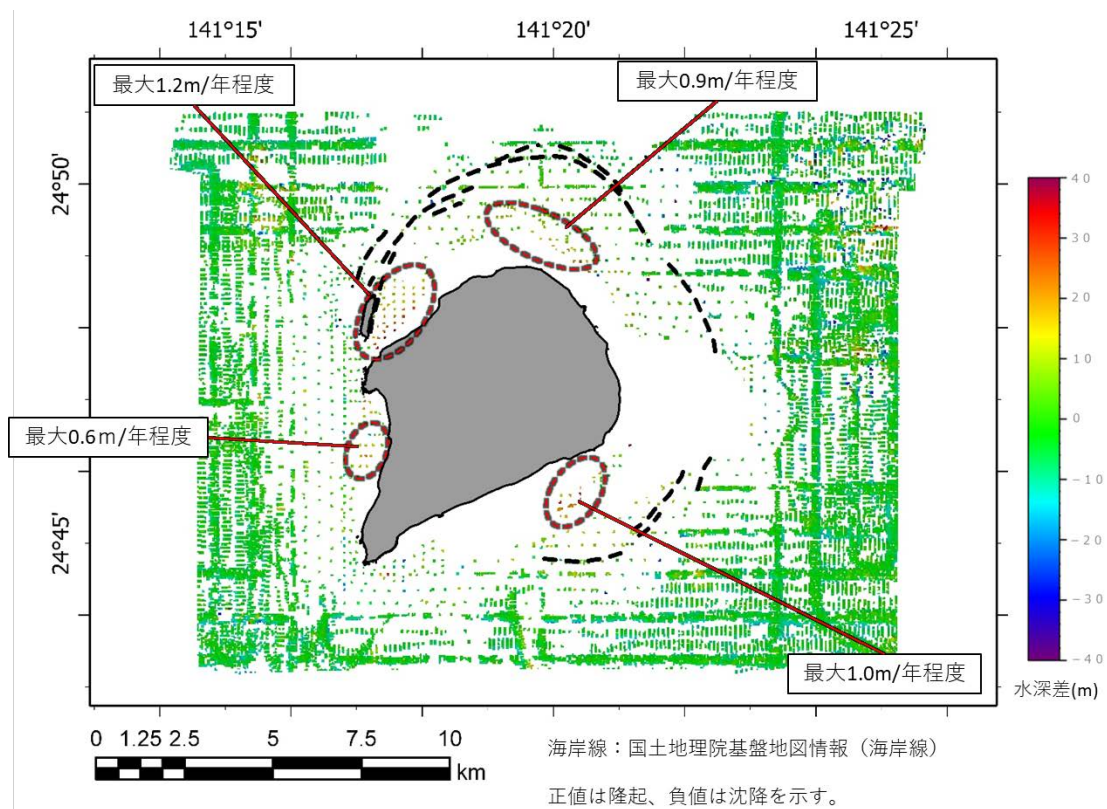 141°15'
141°20'
141°25'
最大1.2m/年程度
最大0.9m/年程度
24°50'
最大0.6m/年程度
24°45'
最大1.0m/年程度
40
30
20
10
0
-10
-20
-30
-40
水深差(m)
0 1.25 2.5 5 7.5 10
km
海岸線：国土地理院基盤地図情報（海岸線）
正値は隆起、負値は沈降を示す。